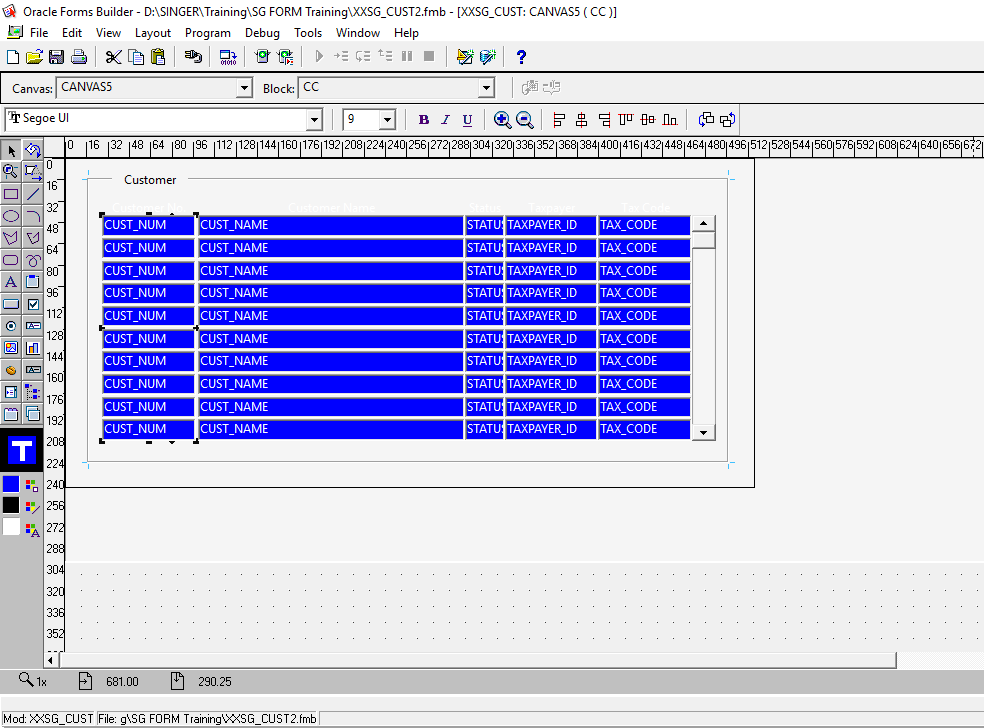 Oracle Forms Builder - D:\SINGER\Training\SG FORM Training\XXSG_CUST2.fmb - [XXSG_CUST: CANVAS5 ( CC )]
File Edit View Layout Program Debug Tools Window Help
Canvas: CANVAS5 Block: CC
Segoe UI 9 B I U
0 16 32 48 64 80 96 112 128 144 160 176 192 208 224 240 256 272 288 304 320 336 352 368 384 400 416 432 448 464 480 496 512 528 544 560 576 592 608 624 640 656 672
0
16
32
48
64
80
96
112
128
144
160
176
192
208
224
240
256
272
288
304
320
336
352
Customer
Customer No Customer Name Status Taxpayer Tax Code
CUST_NUM CUST_NAME STATUS TAXPAYER_ID TAX_CODE
CUST_NUM CUST_NAME STATUS TAXPAYER_ID TAX_CODE
CUST_NUM CUST_NAME STATUS TAXPAYER_ID TAX_CODE
CUST_NUM CUST_NAME STATUS TAXPAYER_ID TAX_CODE
CUST_NUM CUST_NAME STATUS TAXPAYER_ID TAX_CODE
CUST_NUM CUST_NAME STATUS TAXPAYER_ID TAX_CODE
CUST_NUM CUST_NAME STATUS TAXPAYER_ID TAX_CODE
CUST_NUM CUST_NAME STATUS TAXPAYER_ID TAX_CODE
CUST_NUM CUST_NAME STATUS TAXPAYER_ID TAX_CODE
CUST_NUM CUST_NAME STATUS TAXPAYER_ID TAX_CODE
T
1x 681.00 290.25
Mod: XXSG_CUST File: g\SG FORM Training\XXSG_CUST2.fmb